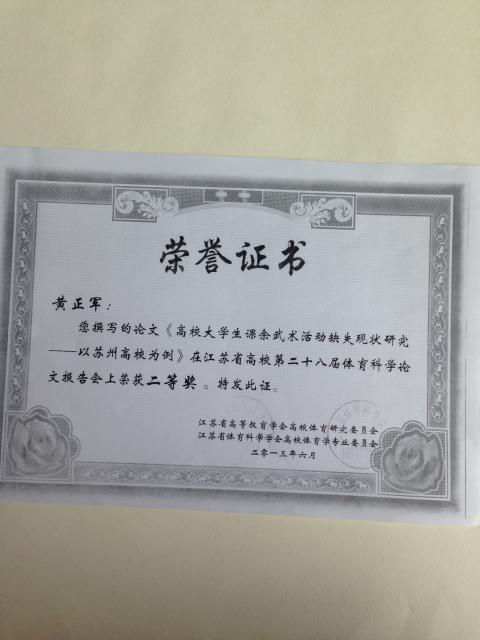 荣誉证书
黄正军：
您撰写的论文《高校大学生课余武术活动缺失现状研究
——以苏州高校为例》在江苏省高校第二十八届体育科学论
文报告会上荣获二等奖。特发此证。
江苏省高等教育学会高校体育研究委员会
江苏省体育科学学会高校体育学专业委员会
二零一三年六月